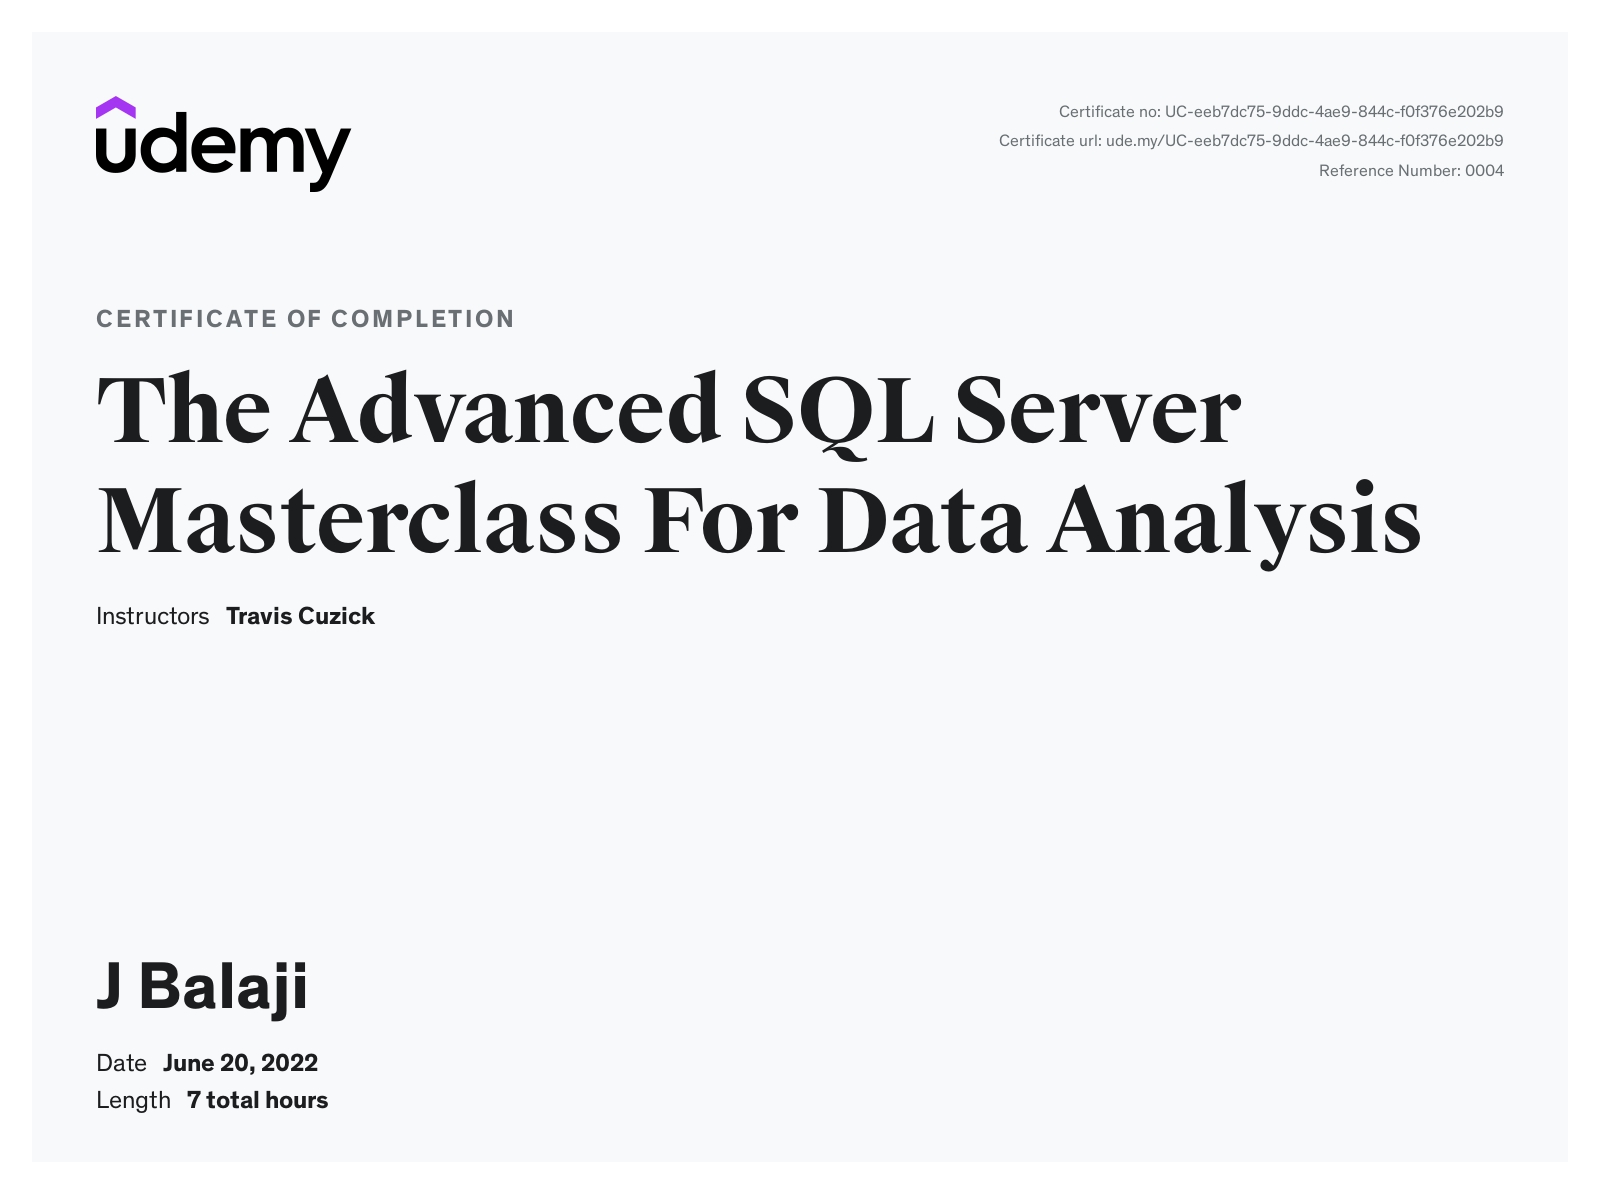 udemy
Certificate no: UC-eeb7dc75-9ddc-4ae9-844c-f0f376e202b9
Certificate url: ude.my/UC-eeb7dc75-9ddc-4ae9-844c-f0f376e202b9
Reference Number: 0004
CERTIFICATE OF COMPLETION
The Advanced SQL Server
Masterclass For Data Analysis
Instructors Travis Cuzick
J Balaji
Date June 20, 2022
Length 7 total hours